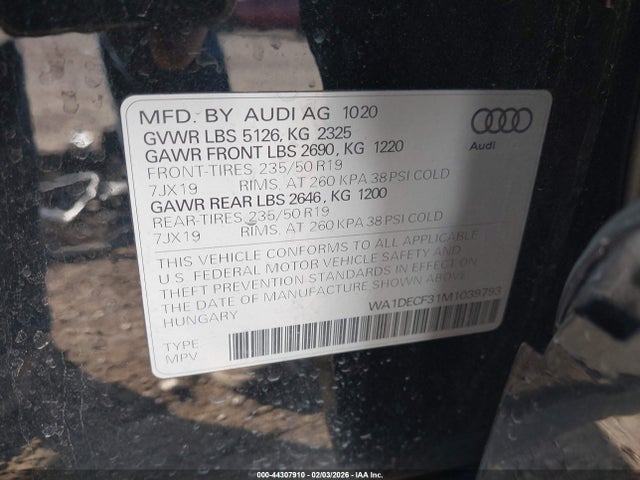 MFD. BY AUDI AG 1020
GVWR LBS 5126, KG 2325
GAWR FRONT LBS 2690, KG 1220
FRONT-TIRES 235/50 R19
7JX19 RIMS, AT 260 KPA 38 PSI COLD
GAWR REAR LBS 2646, KG 1200
REAR-TIRES 235/50 R19
7JX19 RIMS, AT 260 KPA 38 PSI COLD
Audi
THIS VEHICLE CONFORMS TO ALL APPLICABLE
U.S. FEDERAL MOTOR VEHICLE SAFETY AND
THEFT PREVENTION STANDARDS IN EFFECT ON
THE DATE OF MANUFACTURE SHOWN ABOVE
HUNGARY
WA1DECF31M1039793
TYPE
MPV
000-44307910 - 02/03/2026 - IAA Inc.